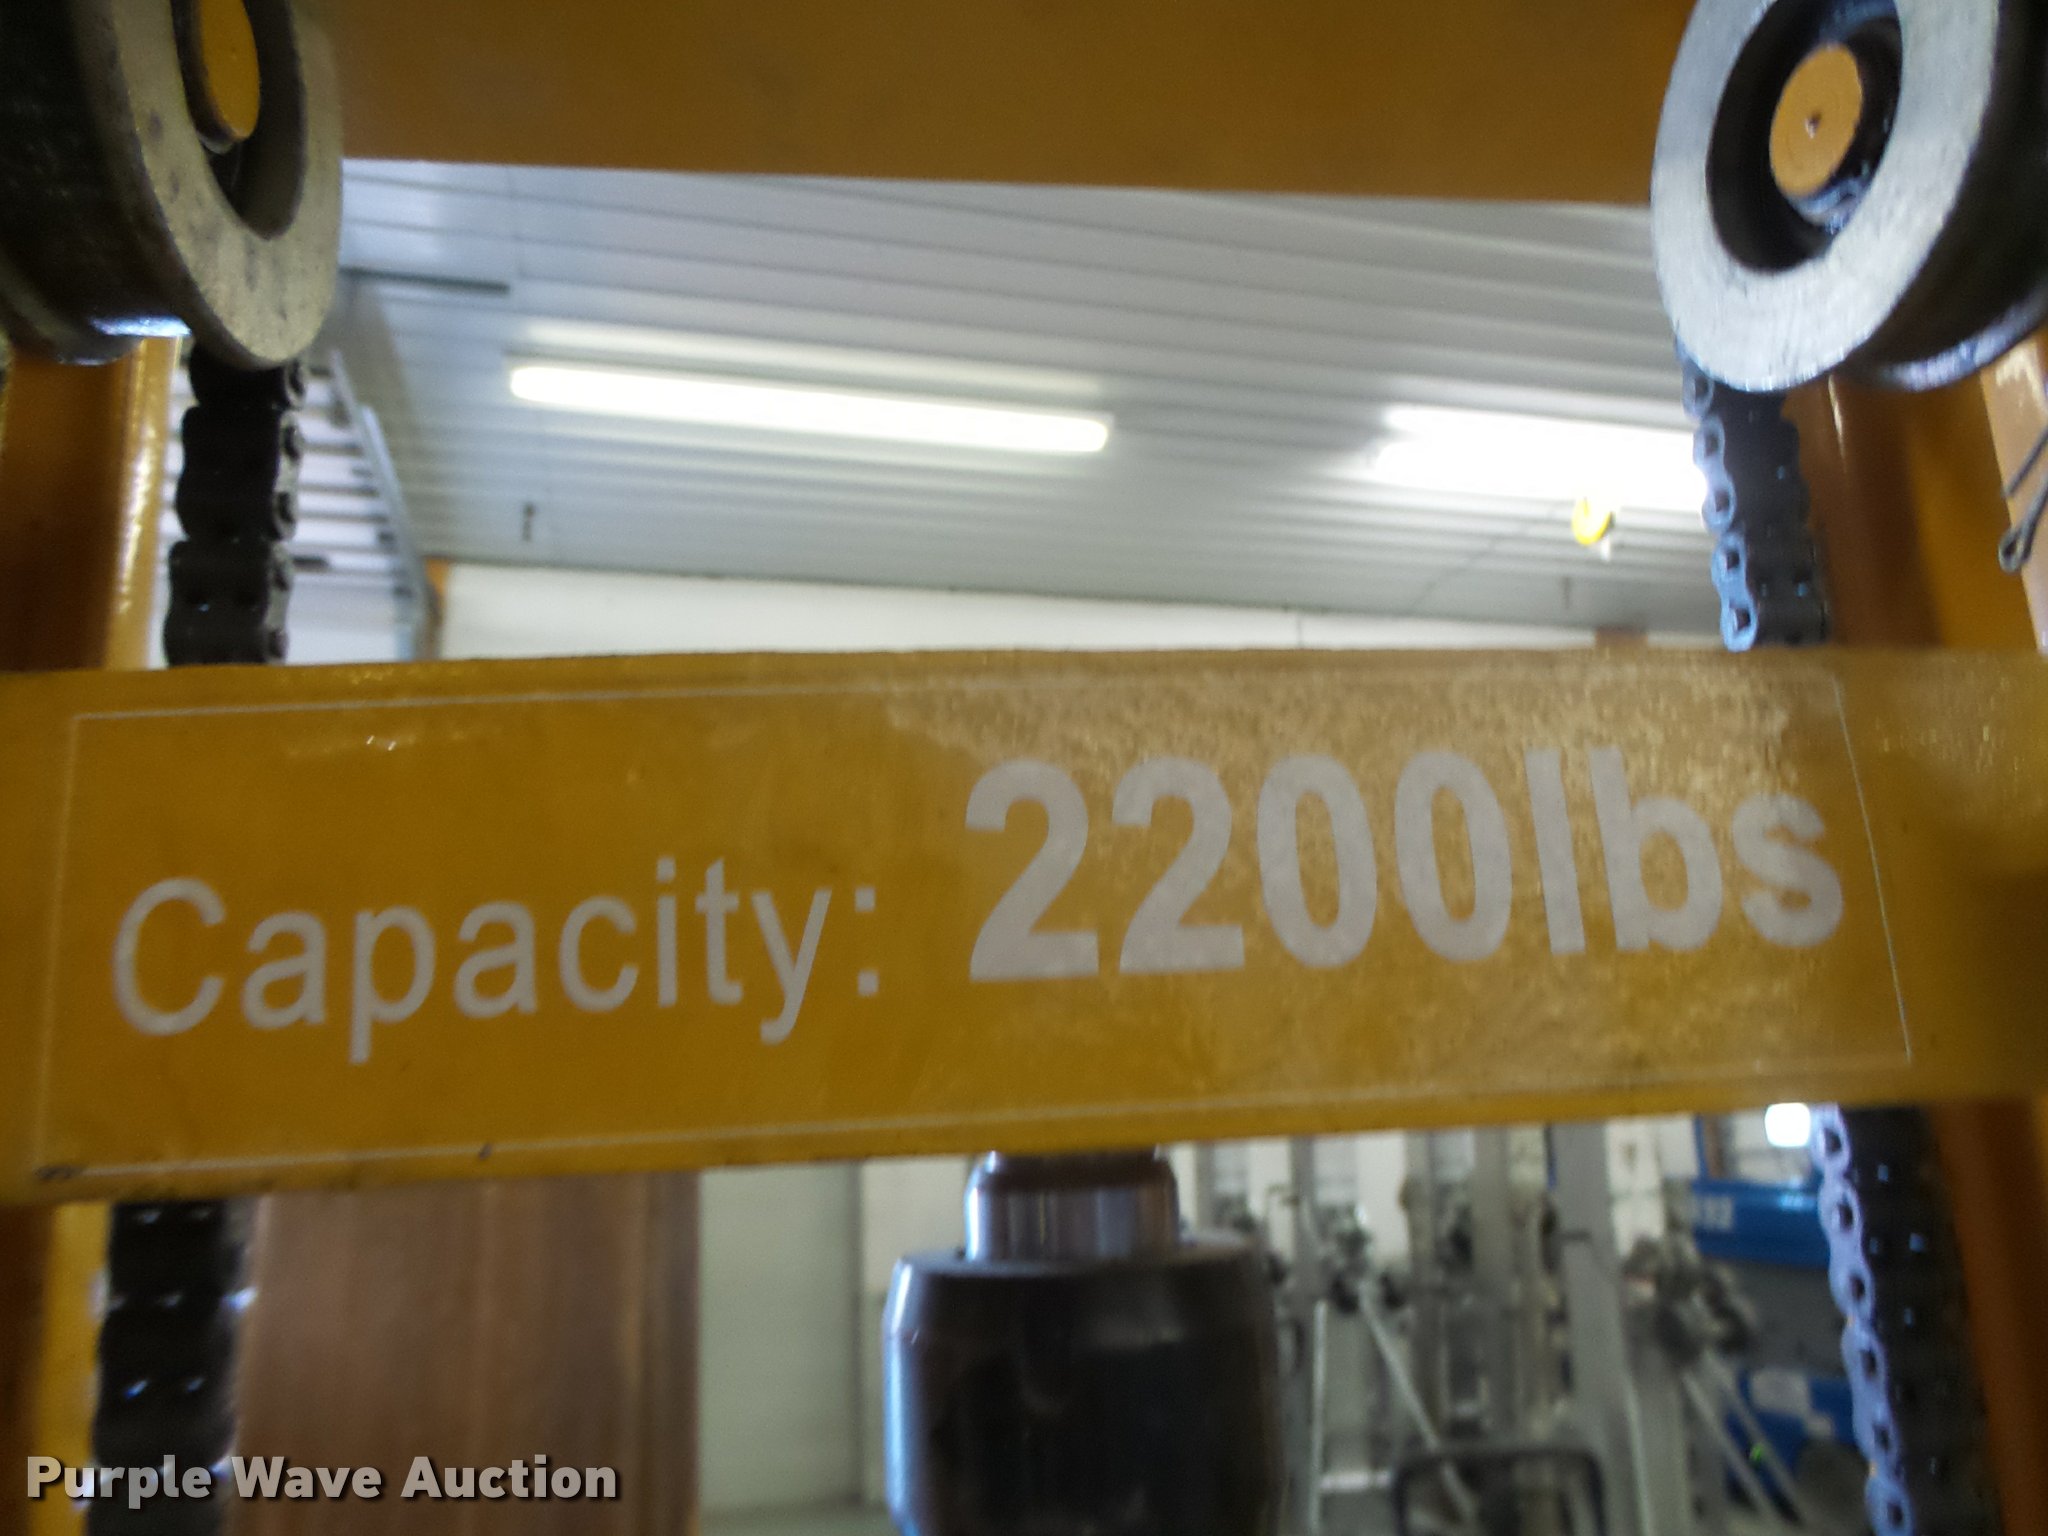 Capacity: 2200lbs
Purple Wave Auction